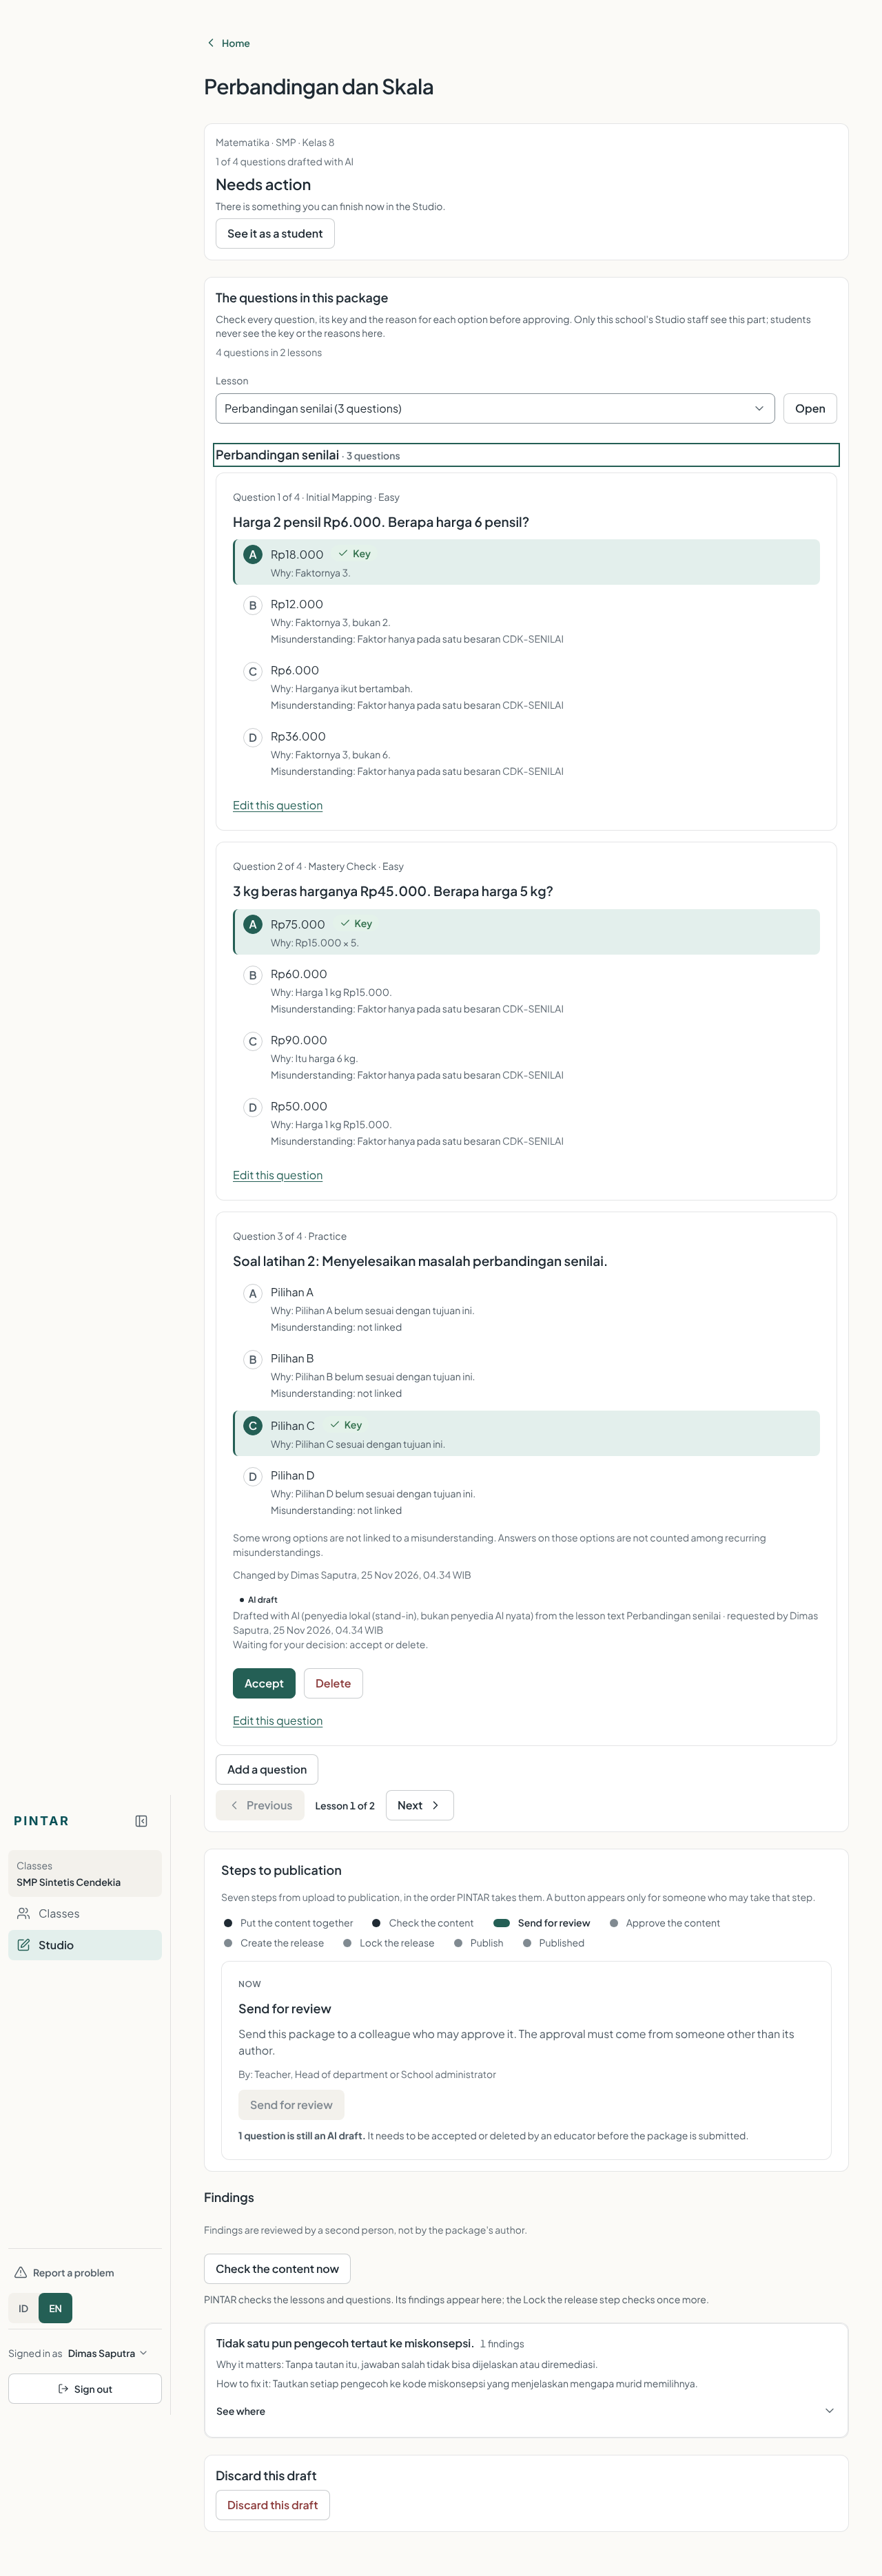 Home
Perbandingan dan Skala
Matematika · SMP · Kelas 8
1 of 4 questions drafted with AI
Needs action
There is something you can finish now in the Studio.
See it as a student
The questions in this package
Check every question, its key and the reason for each option before approving. Only this school's Studio staff see this part; students
never see the key or the reasons here.
4 questions in 2 lessons
Lesson
Perbandingan senilai (3 questions)
Open
Perbandingan senilai · 3 questions
Question 1 of 4 · Initial Mapping · Easy
Harga 2 pensil Rp6.000. Berapa harga 6 pensil?
A Rp18.000 Key
Why: Faktornya 3.
B Rp12.000
Why: Faktornya 3, bukan 2.
Misunderstanding: Faktor hanya pada satu besaran CDK-SENILAI
C Rp6.000
Why: Harganya ikut bertambah.
Misunderstanding: Faktor hanya pada satu besaran CDK-SENILAI
D Rp36.000
Why: Faktornya 3, bukan 6.
Misunderstanding: Faktor hanya pada satu besaran CDK-SENILAI
Edit this question
Question 2 of 4 · Mastery Check · Easy
3 kg beras harganya Rp45.000. Berapa harga 5 kg?
A Rp75.000 Key
Why: Rp15.000 × 5.
B Rp60.000
Why: Harga 1 kg Rp15.000.
Misunderstanding: Faktor hanya pada satu besaran CDK-SENILAI
C Rp90.000
Why: Itu harga 6 kg.
Misunderstanding: Faktor hanya pada satu besaran CDK-SENILAI
D Rp50.000
Why: Harga 1 kg Rp15.000.
Misunderstanding: Faktor hanya pada satu besaran CDK-SENILAI
Edit this question
Question 3 of 4 · Practice
Soal latihan 2: Menyelesaikan masalah perbandingan senilai.
A Pilihan A
Why: Pilihan A belum sesuai dengan tujuan ini.
Misunderstanding: not linked
B Pilihan B
Why: Pilihan B belum sesuai dengan tujuan ini.
Misunderstanding: not linked
C Pilihan C Key
Why: Pilihan C sesuai dengan tujuan ini.
D Pilihan D
Why: Pilihan D belum sesuai dengan tujuan ini.
Misunderstanding: not linked
Some wrong options are not linked to a misunderstanding. Answers on those options are not counted among recurring
misunderstandings.
Changed by Dimas Saputra, 25 Nov 2026, 04.34 WIB
AI draft
Drafted with AI (penyedia lokal (stand-in), bukan penyedia AI nyata) from the lesson text Perbandingan senilai · requested by Dimas
Saputra, 25 Nov 2026, 04.34 WIB
Waiting for your decision: accept or delete.
Accept Delete
Edit this question
Add a question
Previous Lesson 1 of 2 Next
PINTAR
Classes
SMP Sintetis Cendekia
Classes
Studio
Report a problem
ID EN
Signed in as Dimas Saputra
Sign out
Steps to publication
Seven steps from upload to publication, in the order PINTAR takes them. A button appears only for someone who may take that step.
Put the content together Check the content Send for review Approve the content
Create the release Lock the release Publish Published
NOW
Send for review
Send this package to a colleague who may approve it. The approval must come from someone other than its
author.
By: Teacher, Head of department or School administrator
Send for review
1 question is still an AI draft. It needs to be accepted or deleted by an educator before the package is submitted.
Findings
Findings are reviewed by a second person, not by the package's author.
Check the content now
PINTAR checks the lessons and questions. Its findings appear here; the Lock the release step checks once more.
Tidak satu pun pengecoh tertaut ke miskonsepsi. 1 findings
Why it matters: Tanpa tautan itu, jawaban salah tidak bisa dijelaskan atau diremediasi.
How to fix it: Tautkan setiap pengecoh ke kode miskonsepsi yang menjelaskan mengapa murid memilihnya.
See where
Discard this draft
Discard this draft